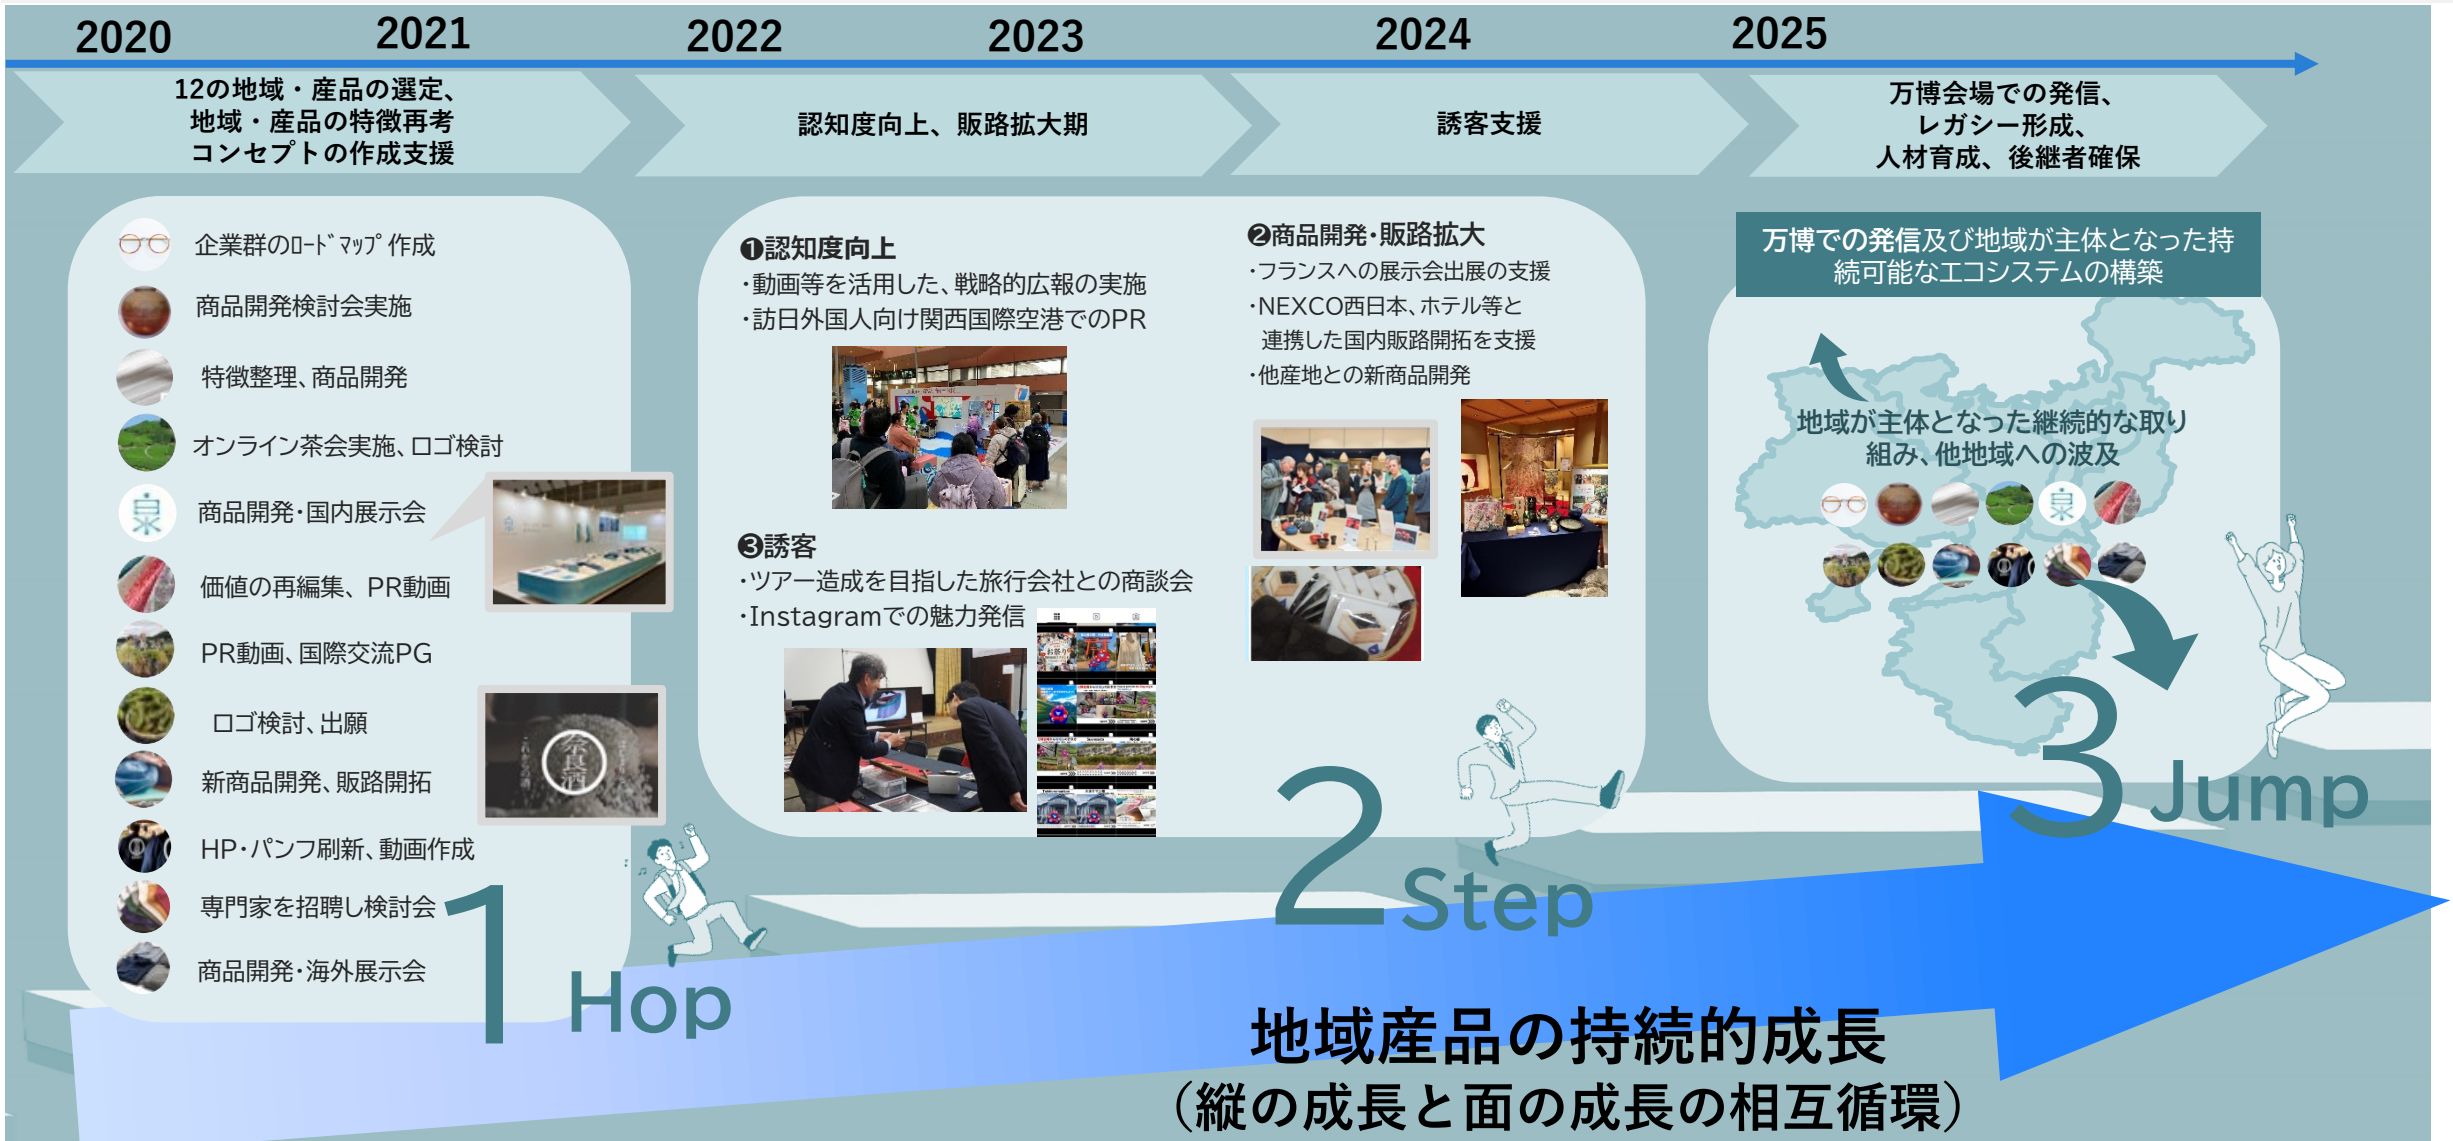 2020
2021
2022
2023
2024
2025
12の地域・産品の選定、
地域・産品の特徴再考
コンセプトの作成支援
認知度向上、販路拡大期
誘客支援
万博会場での発信、
レガシー形成、
人材育成、後継者確保
企業群のﾛｰﾄﾞﾏｯﾌﾟ作成
商品開発検討会実施
特徴整理、商品開発
オンライン茶会実施、ロゴ検討
商品開発・国内展示会
価値の再編集、PR動画
PR動画、国際交流PG
ロゴ検討、出願
新商品開発、販路開拓
HP・パンフ刷新、動画作成
専門家を招聘し検討会
商品開発・海外展示会
奈良酒
1 Hop
❶認知度向上
・動画等を活用した、戦略的広報の実施
・訪日外国人向け関西国際空港でのPR
❸誘客
・ツアー造成を目指した旅行会社との商談会
・Instagramでの魅力発信
❷商品開発・販路拡大
・フランスへの展示会出展の支援
・NEXCO西日本、ホテル等と
連携した国内販路開拓を支援
・他産地との新商品開発
2 Step
万博での発信及び地域が主体となった持
続可能なエコシステムの構築
地域が主体となった継続的な取り
組み、他地域への波及
3 Jump
地域産品の持続的成長
（縦の成長と面の成長の相互循環）